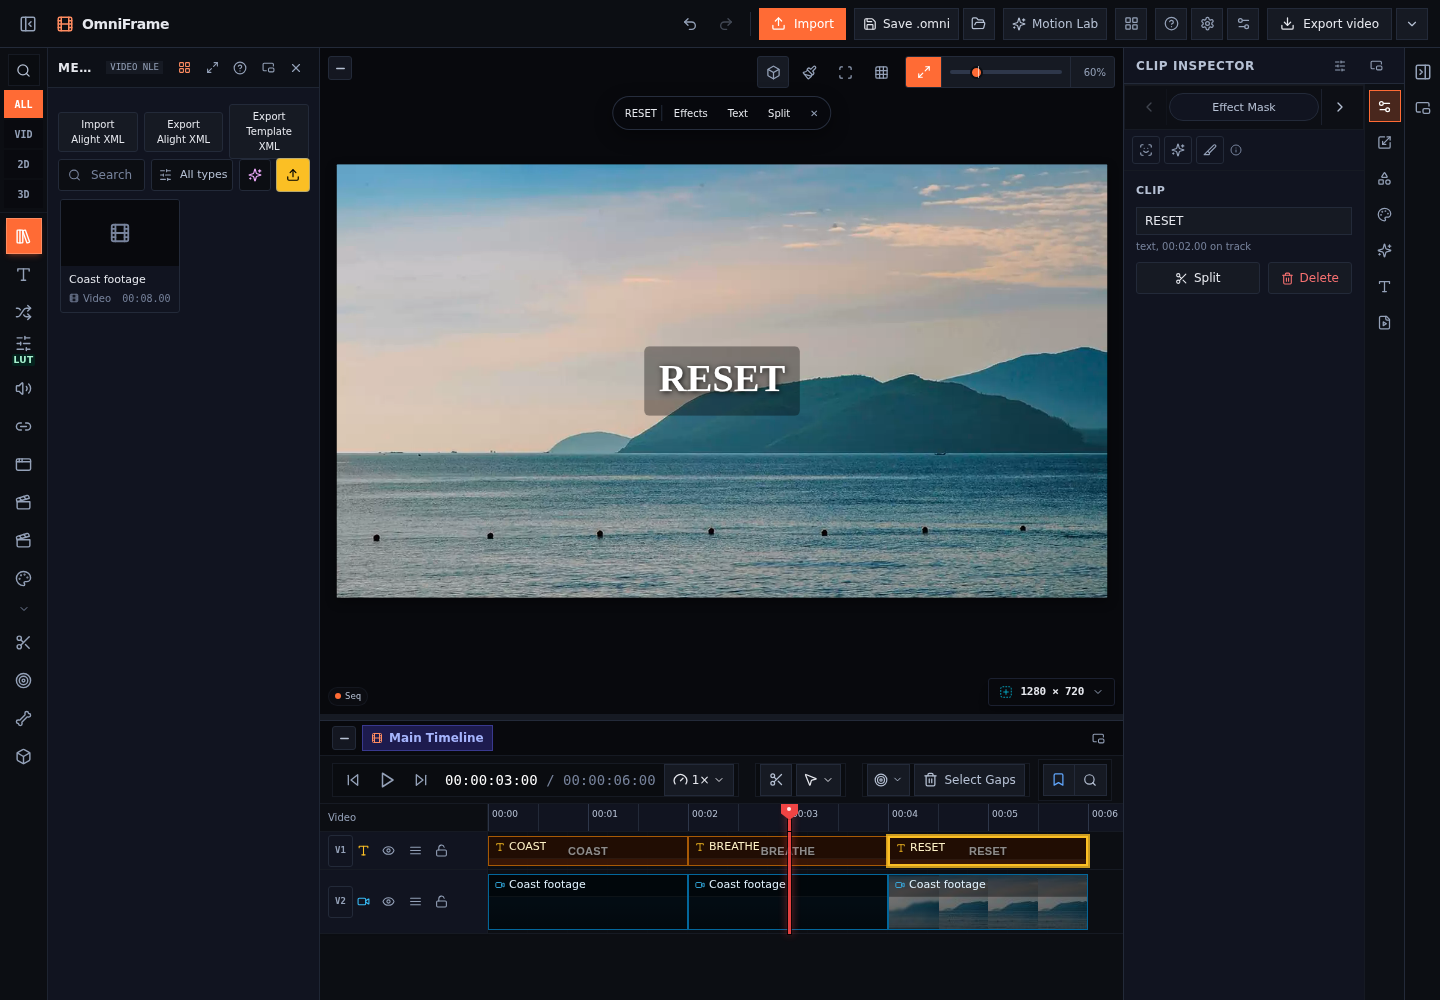 OmniFrame
Import
Save .omni
Motion Lab
Export video
ME...
VIDEO NLE
ALL
VID
2D
3D
LUT
Import
Alight XML
Export
Alight XML
Export
Template
XML
Search
All types
Coast footage
Video 00:08.00
60%
RESET Effects Text Split ×
RESET
Seq
1280 × 720
CLIP INSPECTOR
Effect Mask
CLIP
RESET
text, 00:02.00 on track
Split
Delete
Main Timeline
00:00:03:00 / 00:00:06:00
1×
Select Gaps
Video
00:00 00:01 00:02 00:03 00:04 00:05 00:06
V1
COAST COAST
BREATHE BREATHE
RESET RESET
V2
Coast footage
Coast footage
Coast footage